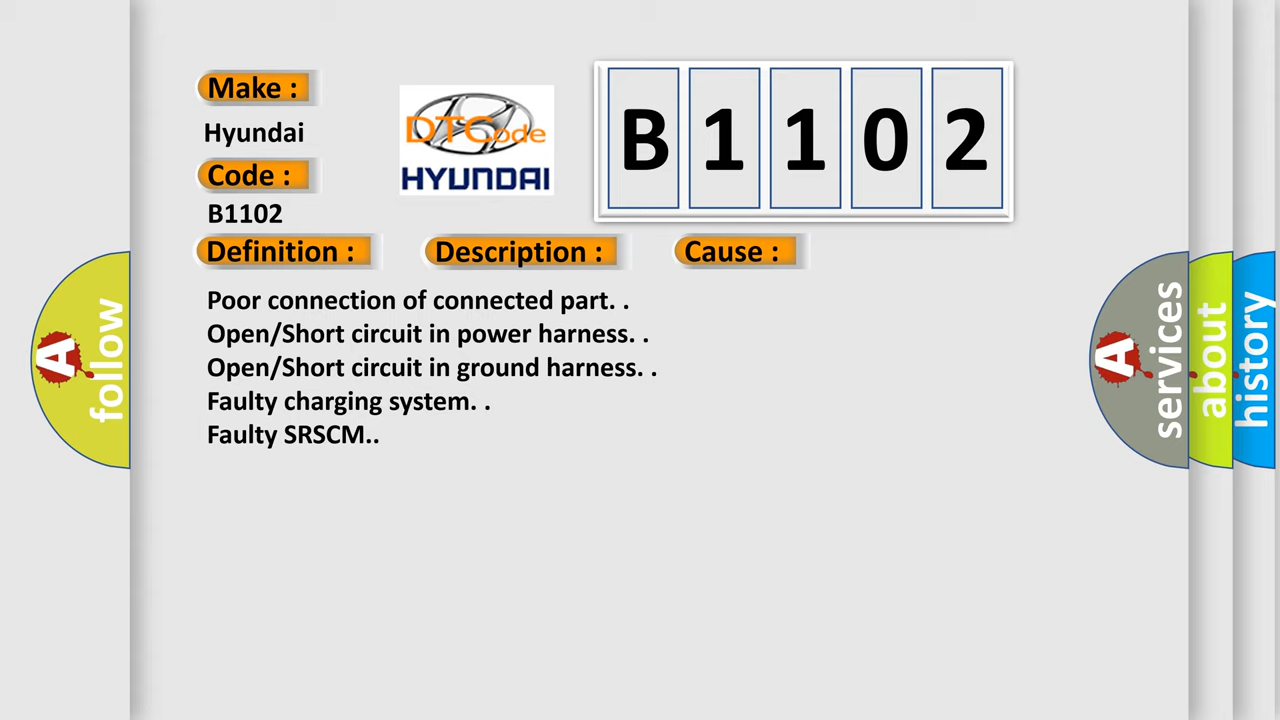 Make :
Hyundai
Code :
B1102
DTCode
HYUNDAI
B 1 1 0 2
Definition : Description : Cause :
Poor connection of connected part. .
Open/Short circuit in power harness. .
Open/Short circuit in ground harness. .
Faulty charging system. .
Faulty SRSCM..
A follow
A services
about
history